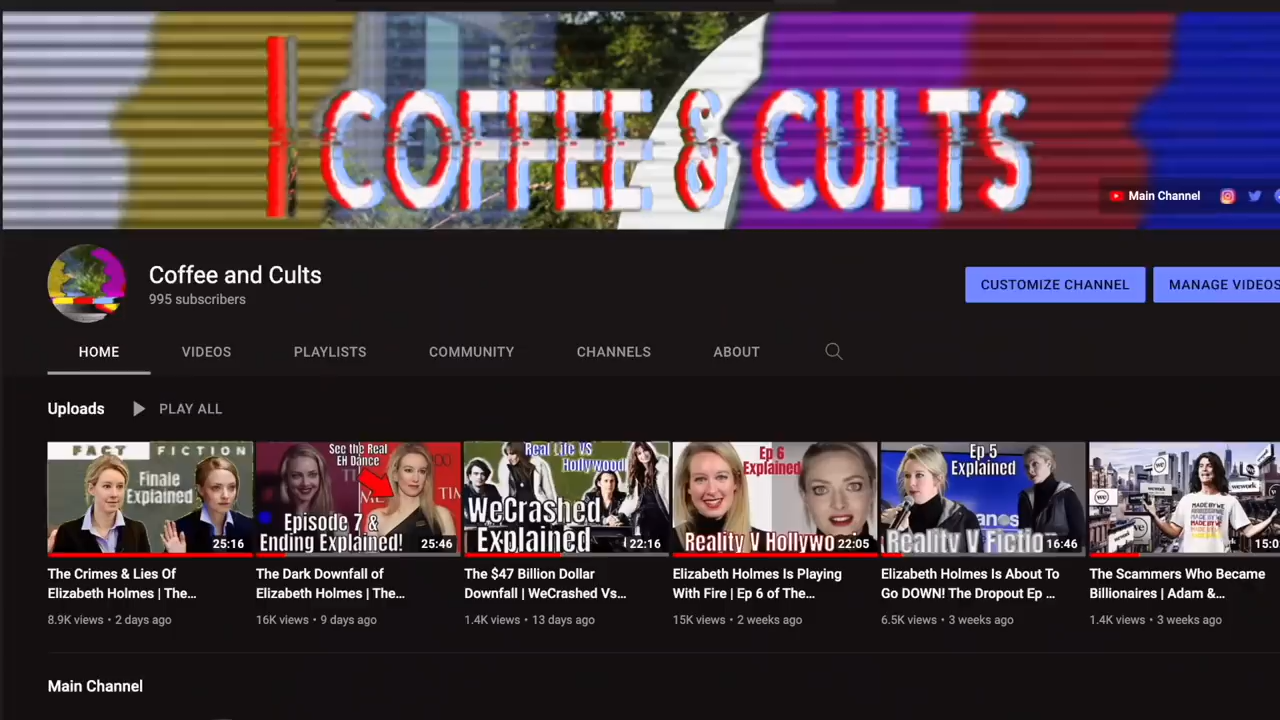 COFFEE & CULTS
Main Channel
Coffee and Cults
995 subscribers
CUSTOMIZE CHANNEL
MANAGE VIDEOS
HOME
VIDEOS
PLAYLISTS
COMMUNITY
CHANNELS
ABOUT
Uploads
PLAY ALL
FACT FICTION
Finale
Explained
25:16
See the Real
EH Dance
TIM
Episode 7 &
Ending Explained!
25:46
Real Life VS
Hollywood
WeCrashed
Explained
22:16
Ep 6
Explained
Reality V Hollywo
22:05
Ep 5
Explained
Reality V Fictio
16:46
we
wework
MADE BY WE
15:0
The Crimes & Lies Of
Elizabeth Holmes | The...
8.9K views • 2 days ago
The Dark Downfall of
Elizabeth Holmes | The...
16K views • 9 days ago
The $47 Billion Dollar
Downfall | WeCrashed Vs...
1.4K views • 13 days ago
Elizabeth Holmes Is Playing
With Fire | Ep 6 of The...
15K views • 2 weeks ago
Elizabeth Holmes Is About To
Go DOWN! The Dropout Ep ...
6.5K views • 3 weeks ago
The Scammers Who Became
Billionaires | Adam &...
1.4K views • 3 weeks ago
Main Channel